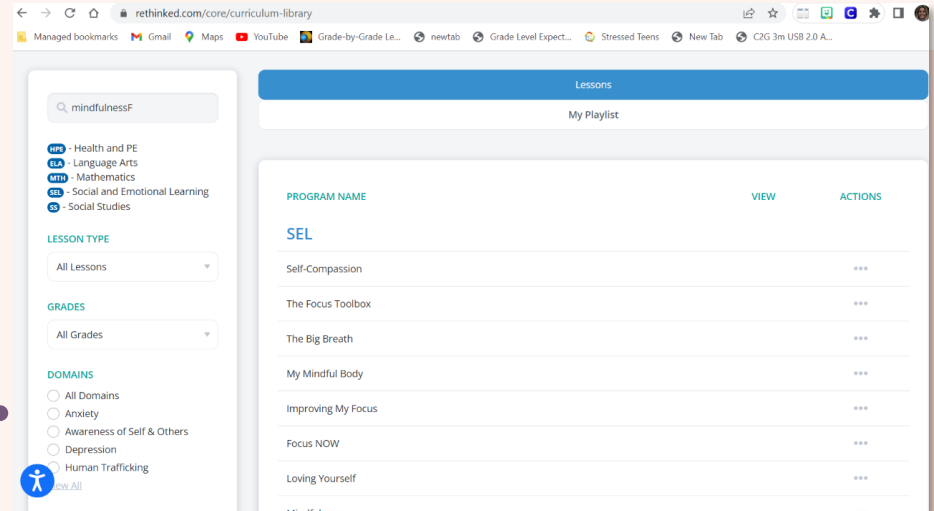 rethinked.com/core/curriculum-library
Managed bookmarks M Gmail Maps YouTube Grade-by-Grade Le... newtab Grade Level Expect... Stressed Teens New Tab C2G 3m USB 2.0 A...
mindfulnessF
HPE - Health and PE
ELA - Language Arts
MTH - Mathematics
SEL - Social and Emotional Learning
SS - Social Studies
LESSON TYPE
All Lessons
GRADES
All Grades
DOMAINS
All Domains
Anxiety
Awareness of Self & Others
Depression
Human Trafficking
Lessons
My Playlist
PROGRAM NAME VIEW ACTIONS
SEL
Self-Compassion
The Focus Toolbox
The Big Breath
My Mindful Body
Improving My Focus
Focus NOW
Loving Yourself